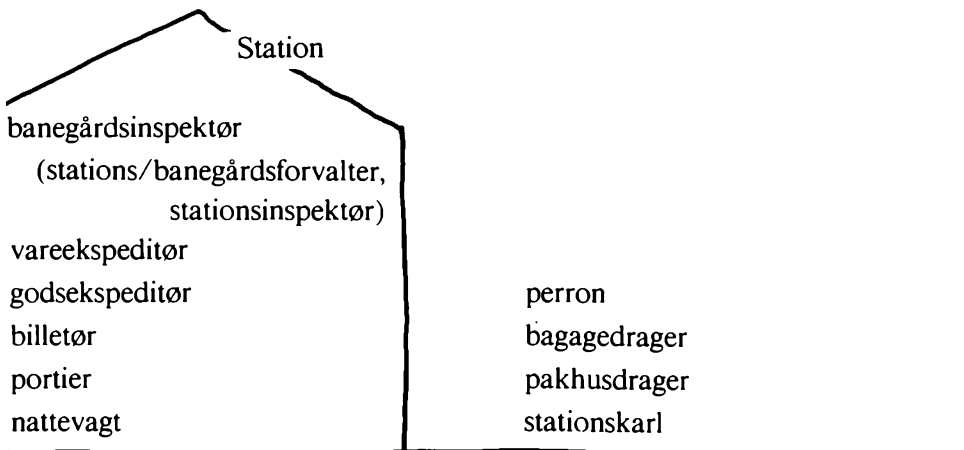 Station
banegårdsinspektør
(stations/banegårdsforvalter,
stationsinspektør)
vareekspeditør
godsekspeditør
billetør
portier
nattevagt
perron
bagagedrager
pakhusdrager
stationskarl